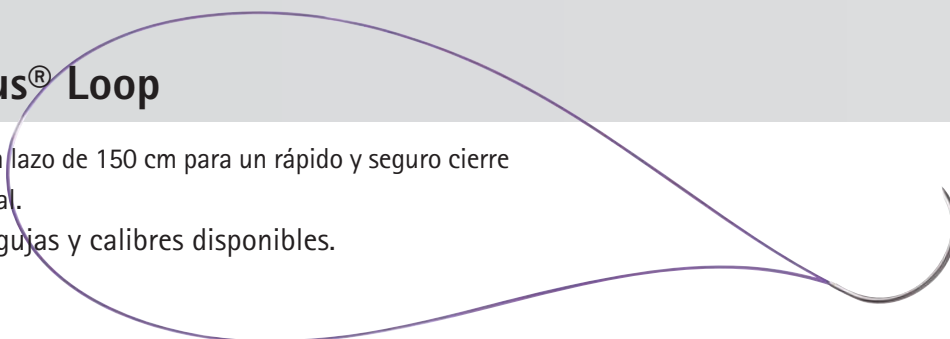 us® Loop
lazo de 150 cm para un rápido y seguro cierre
al.
gujas y calibres disponibles.